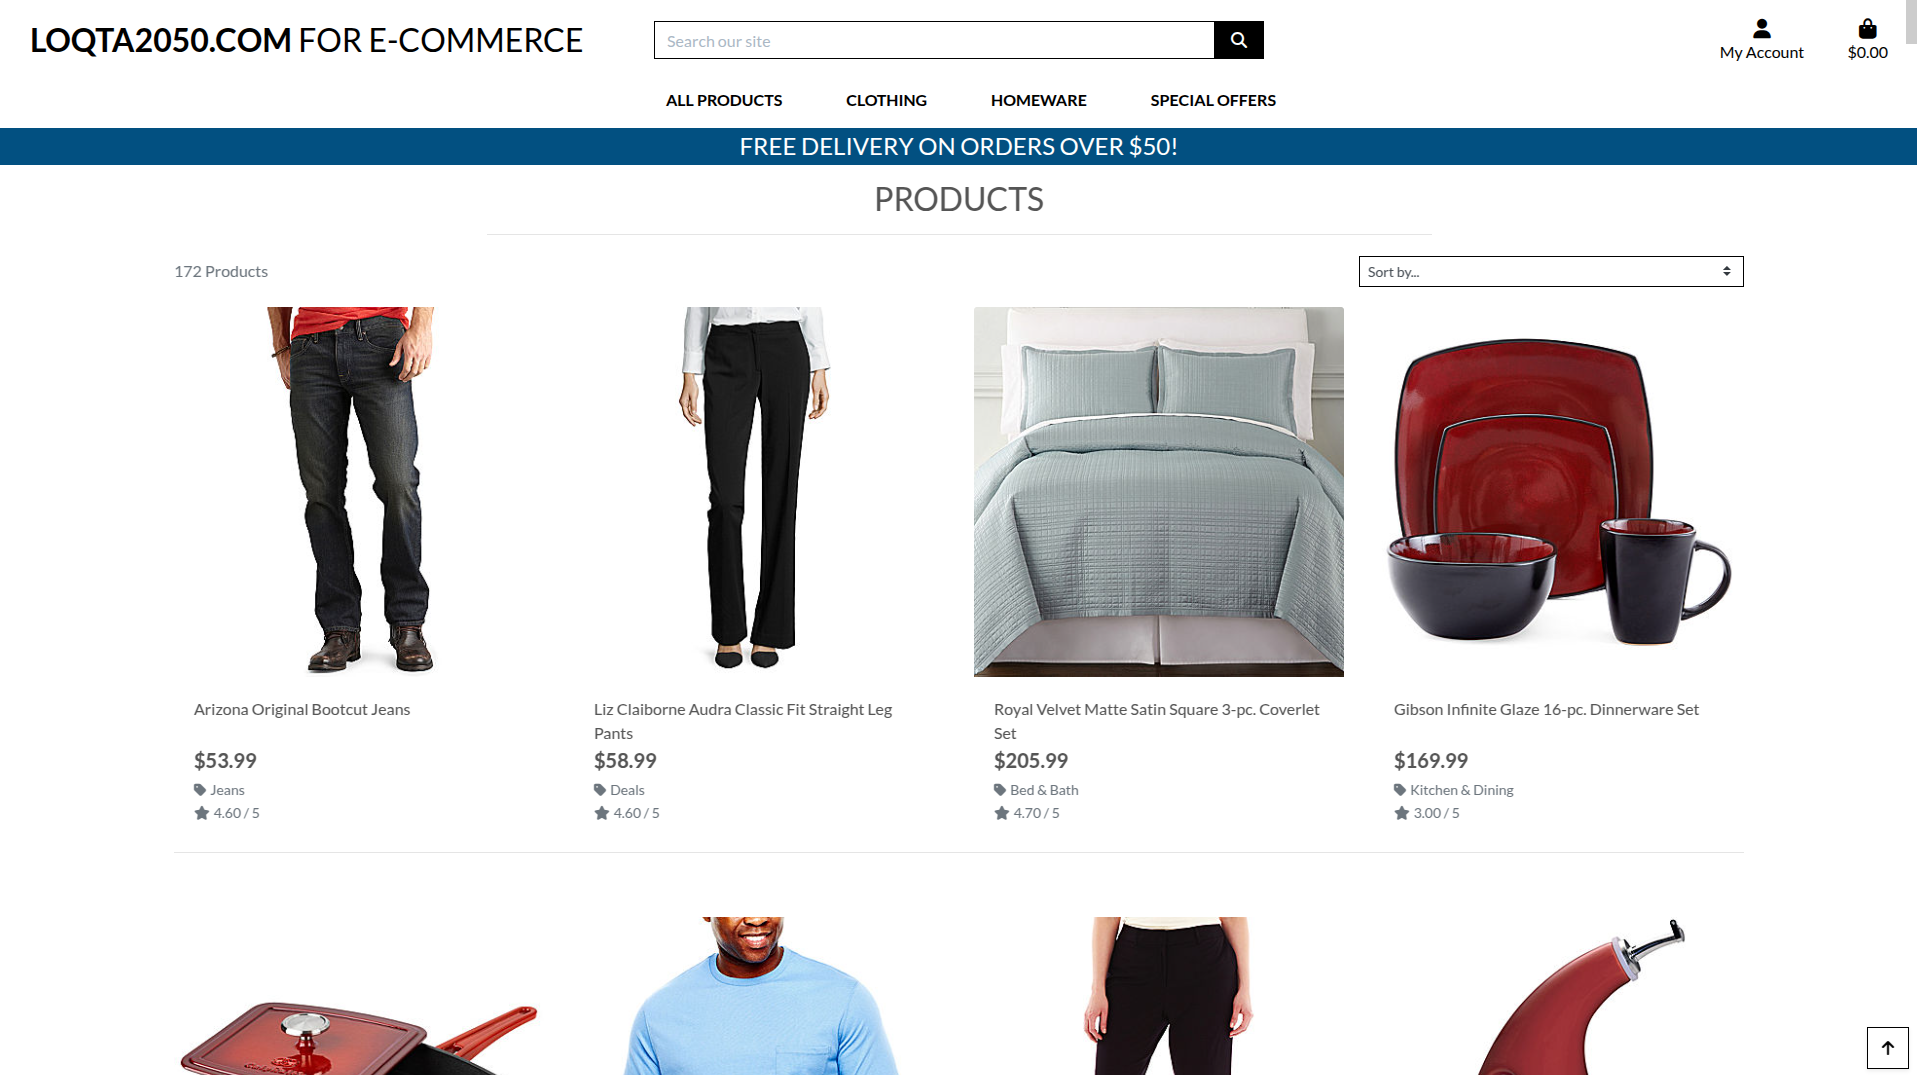 LOQTA2050.COM FOR E-COMMERCE
Search our site
My Account
$0.00
ALL PRODUCTS
CLOTHING
HOMEWARE
SPECIAL OFFERS
FREE DELIVERY ON ORDERS OVER $50!
PRODUCTS
172 Products
Sort by...
Arizona Original Bootcut Jeans
$53.99
Jeans
4.60 / 5
Liz Claiborne Audra Classic Fit Straight Leg
Pants
$58.99
Deals
4.60 / 5
Royal Velvet Matte Satin Square 3-pc. Coverlet
Set
$205.99
Bed & Bath
4.70 / 5
Gibson Infinite Glaze 16-pc. Dinnerware Set
$169.99
Kitchen & Dining
3.00 / 5